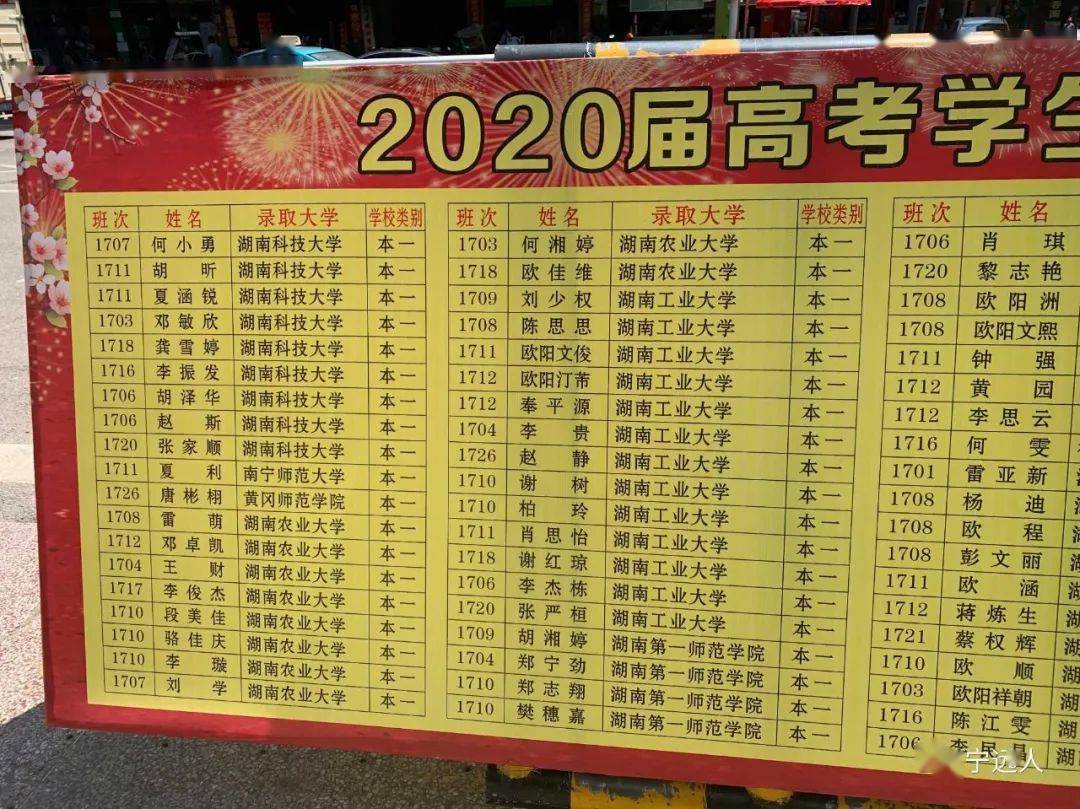 2020届高考学生
班次 姓名 录取大学 学校类别
1707 何小勇 湖南科技大学 本一
1711 胡昕 湖南科技大学 本一
1711 夏涵锐 湖南科技大学 本一
1703 邓敏欣 湖南科技大学 本一
1718 龚雪婷 湖南科技大学 本一
1716 李振发 湖南科技大学 本一
1706 胡泽华 湖南科技大学 本一
1706 赵斯 湖南科技大学 本一
1720 张家顺 湖南科技大学 本一
1711 夏利 南宁师范大学 本一
1726 唐彬栩 黄冈师范学院 本一
1708 雷萌 湖南农业大学 本一
1712 邓卓凯 湖南农业大学 本一
1704 王财 湖南农业大学 本一
1717 李俊杰 湖南农业大学 本一
1710 段美佳 湖南农业大学 本一
1710 骆佳庆 湖南农业大学 本一
1710 李璇 湖南农业大学 本一
1707 刘学 湖南农业大学 本一
班次 姓名 录取大学 学校类别
1703 何湘婷 湖南农业大学 本一
1718 欧佳维 湖南农业大学 本一
1709 刘少权 湖南工业大学 本一
1708 陈思思 湖南工业大学 本一
1711 欧阳文俊 湖南工业大学 本一
1712 欧阳汀芾 湖南工业大学 本一
1712 奉平源 湖南工业大学 本一
1704 李贵 湖南工业大学 本一
1726 赵静 湖南工业大学 本一
1710 谢树 湖南工业大学 本一
1710 柏玲 湖南工业大学 本一
1711 肖思怡 湖南工业大学 本一
1718 谢红琼 湖南工业大学 本一
1706 李杰栋 湖南工业大学 本一
1720 张严桓 湖南工业大学 本一
1709 胡湘婷 湖南第一师范学院 本一
1704 郑宁劲 湖南第一师范学院 本一
1710 郑志翔 湖南第一师范学院 本一
1710 樊穗嘉 湖南第一师范学院 本一
班次 姓名
1706 肖琪
1720 黎志艳
1708 欧阳洲
1708 欧阳文熙
1711 钟强
1712 黄园
1712 李思云
1716 何雯
1701 雷亚新
1708 杨迪
1708 欧程
1708 彭文丽 湖
1711 欧涵 湖
1712 蒋炼生 湖
1721 蔡权辉 湖
1710 欧顺 湖
1703 欧阳祥朝 湖
1716 陈江雯 湖
1706 李民昌 湖
宁远人